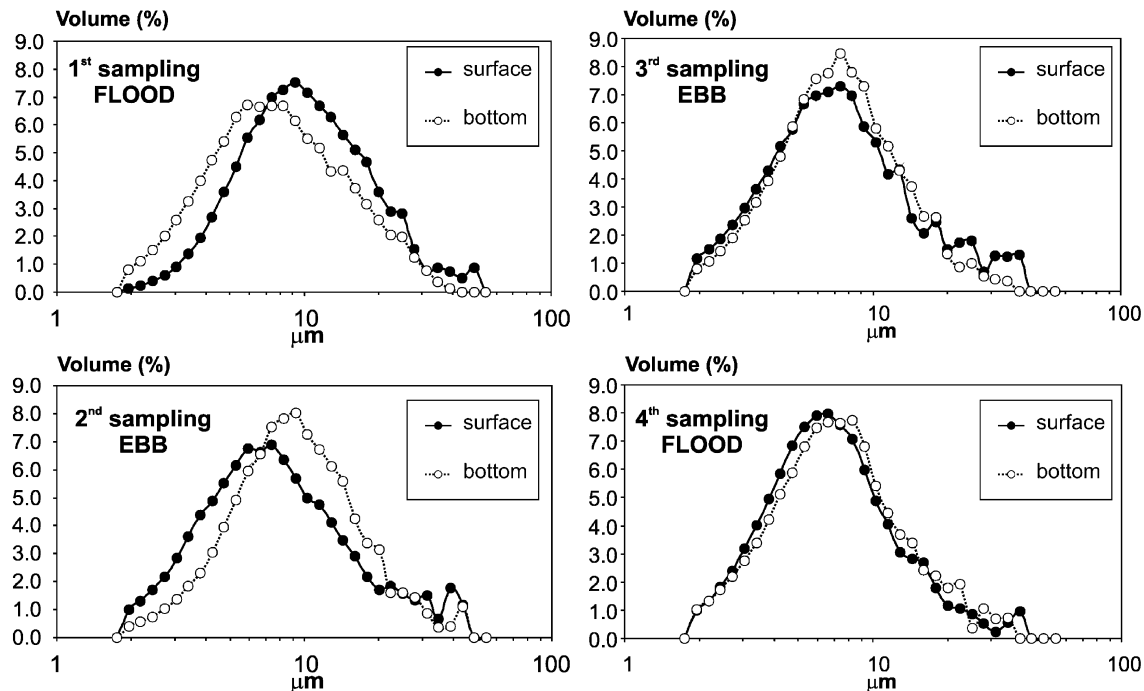 Volume (%)
9.0
8.0
7.0
6.0
5.0
4.0
3.0
2.0
1.0
0.0
1st sampling
FLOOD
surface
bottom
1 10 100
μm
Volume (%)
9.0
8.0
7.0
6.0
5.0
4.0
3.0
2.0
1.0
0.0
3rd sampling
EBB
surface
bottom
1 10 100
μm
Volume (%)
9.0
8.0
7.0
6.0
5.0
4.0
3.0
2.0
1.0
0.0
2nd sampling
EBB
surface
bottom
1 10 100
μm
Volume (%)
9.0
8.0
7.0
6.0
5.0
4.0
3.0
2.0
1.0
0.0
4th sampling
FLOOD
surface
bottom
1 10 100
μm